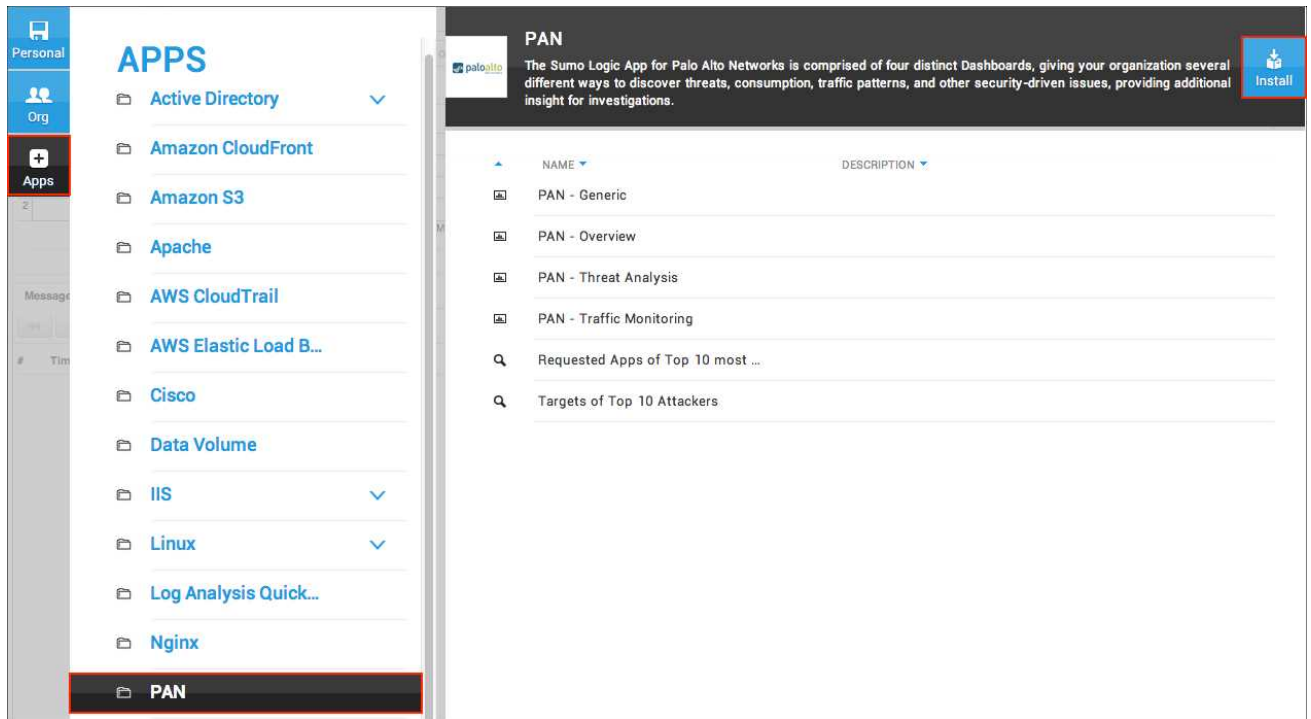 Personal
Org
Apps
2
Message
# Tim
APPS
Active Directory
Amazon CloudFront
Amazon S3
Apache
AWS CloudTrail
AWS Elastic Load B...
Cisco
Data Volume
IIS
Linux
Log Analysis Quick...
Nginx
PAN
paloalto
PAN
The Sumo Logic App for Palo Alto Networks is comprised of four distinct Dashboards, giving your organization several
different ways to discover threats, consumption, traffic patterns, and other security-driven issues, providing additional
insight for investigations.
Install
NAME DESCRIPTION
PAN - Generic
PAN - Overview
PAN - Threat Analysis
PAN - Traffic Monitoring
Requested Apps of Top 10 most ...
Targets of Top 10 Attackers